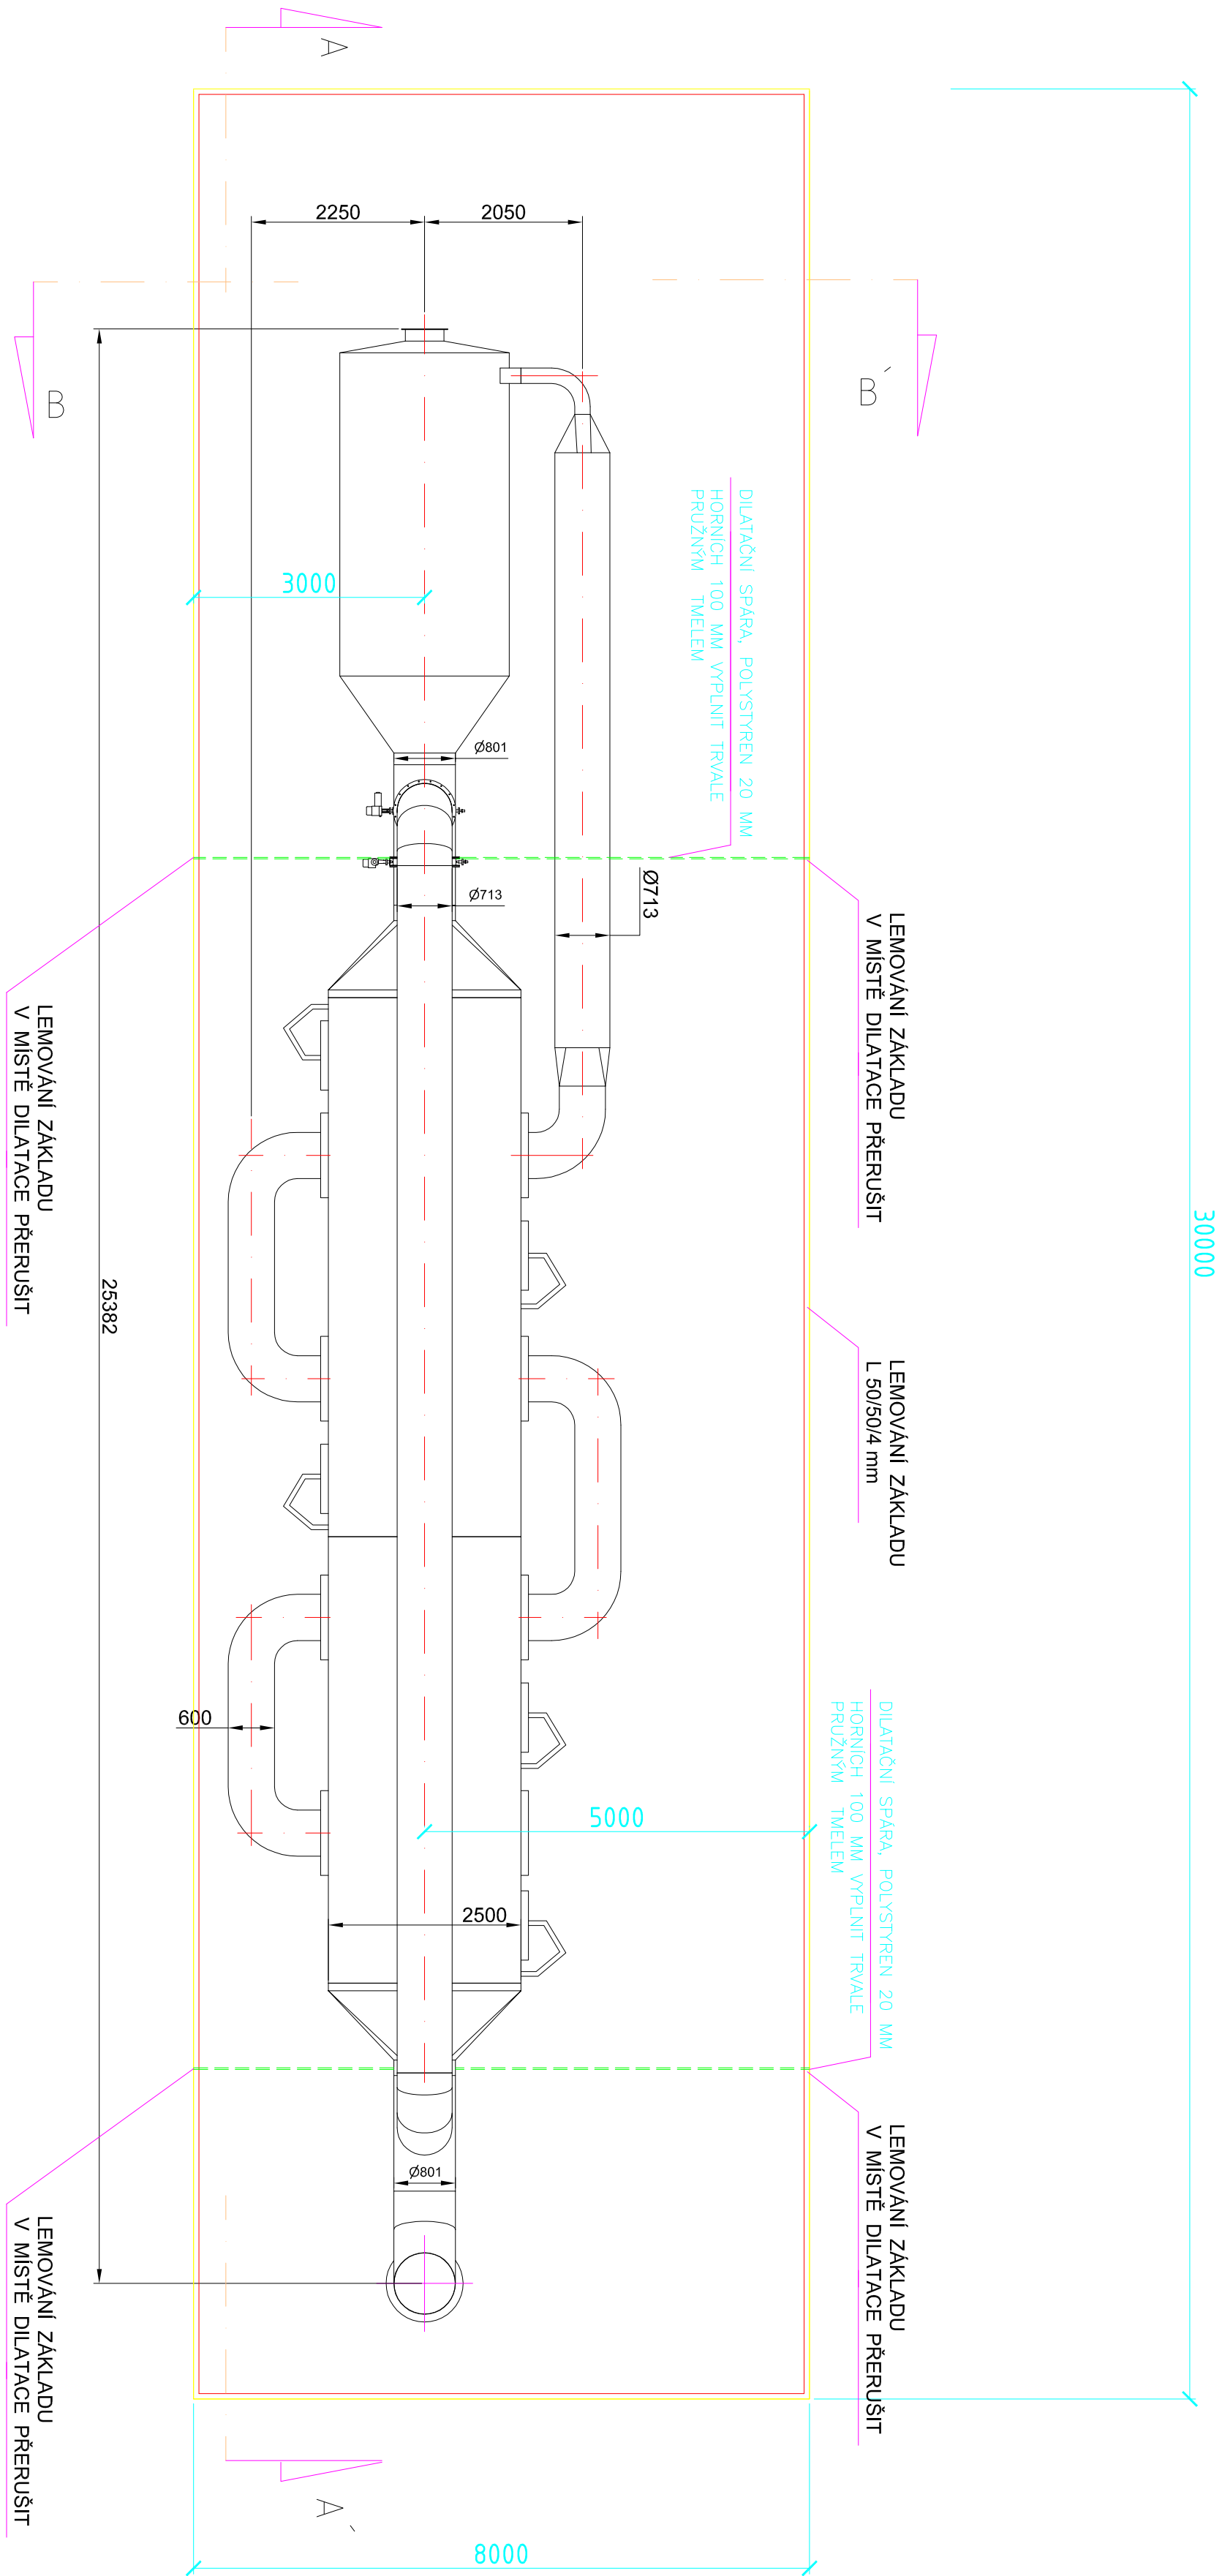 A
2250
2050
B
B´
DILATAČNÍ SPÁRA, POLYSTYREN 20 MM
HORNÍCH 100 MM VYPLNIT TRVALE
PRUŽNÝM TMELEM
3000
Ø801
Ø713
Ø713
LEMOVÁNÍ ZÁKLADU
V MÍSTĚ DILATACE PŘERUŠIT
LEMOVÁNÍ ZÁKLADU
V MÍSTĚ DILATACE PŘERUŠIT
30000
25382
LEMOVÁNÍ ZÁKLADU
L 50/50/4 mm
DILATAČNÍ SPÁRA, POLYSTYREN 20 MM
HORNÍCH 100 MM VYPLNIT TRVALE
PRUŽNÝM TMELEM
600
5000
2500
LEMOVÁNÍ ZÁKLADU
V MÍSTĚ DILATACE PŘERUŠIT
Ø801
LEMOVÁNÍ ZÁKLADU
V MÍSTĚ DILATACE PŘERUŠIT
A´
8000